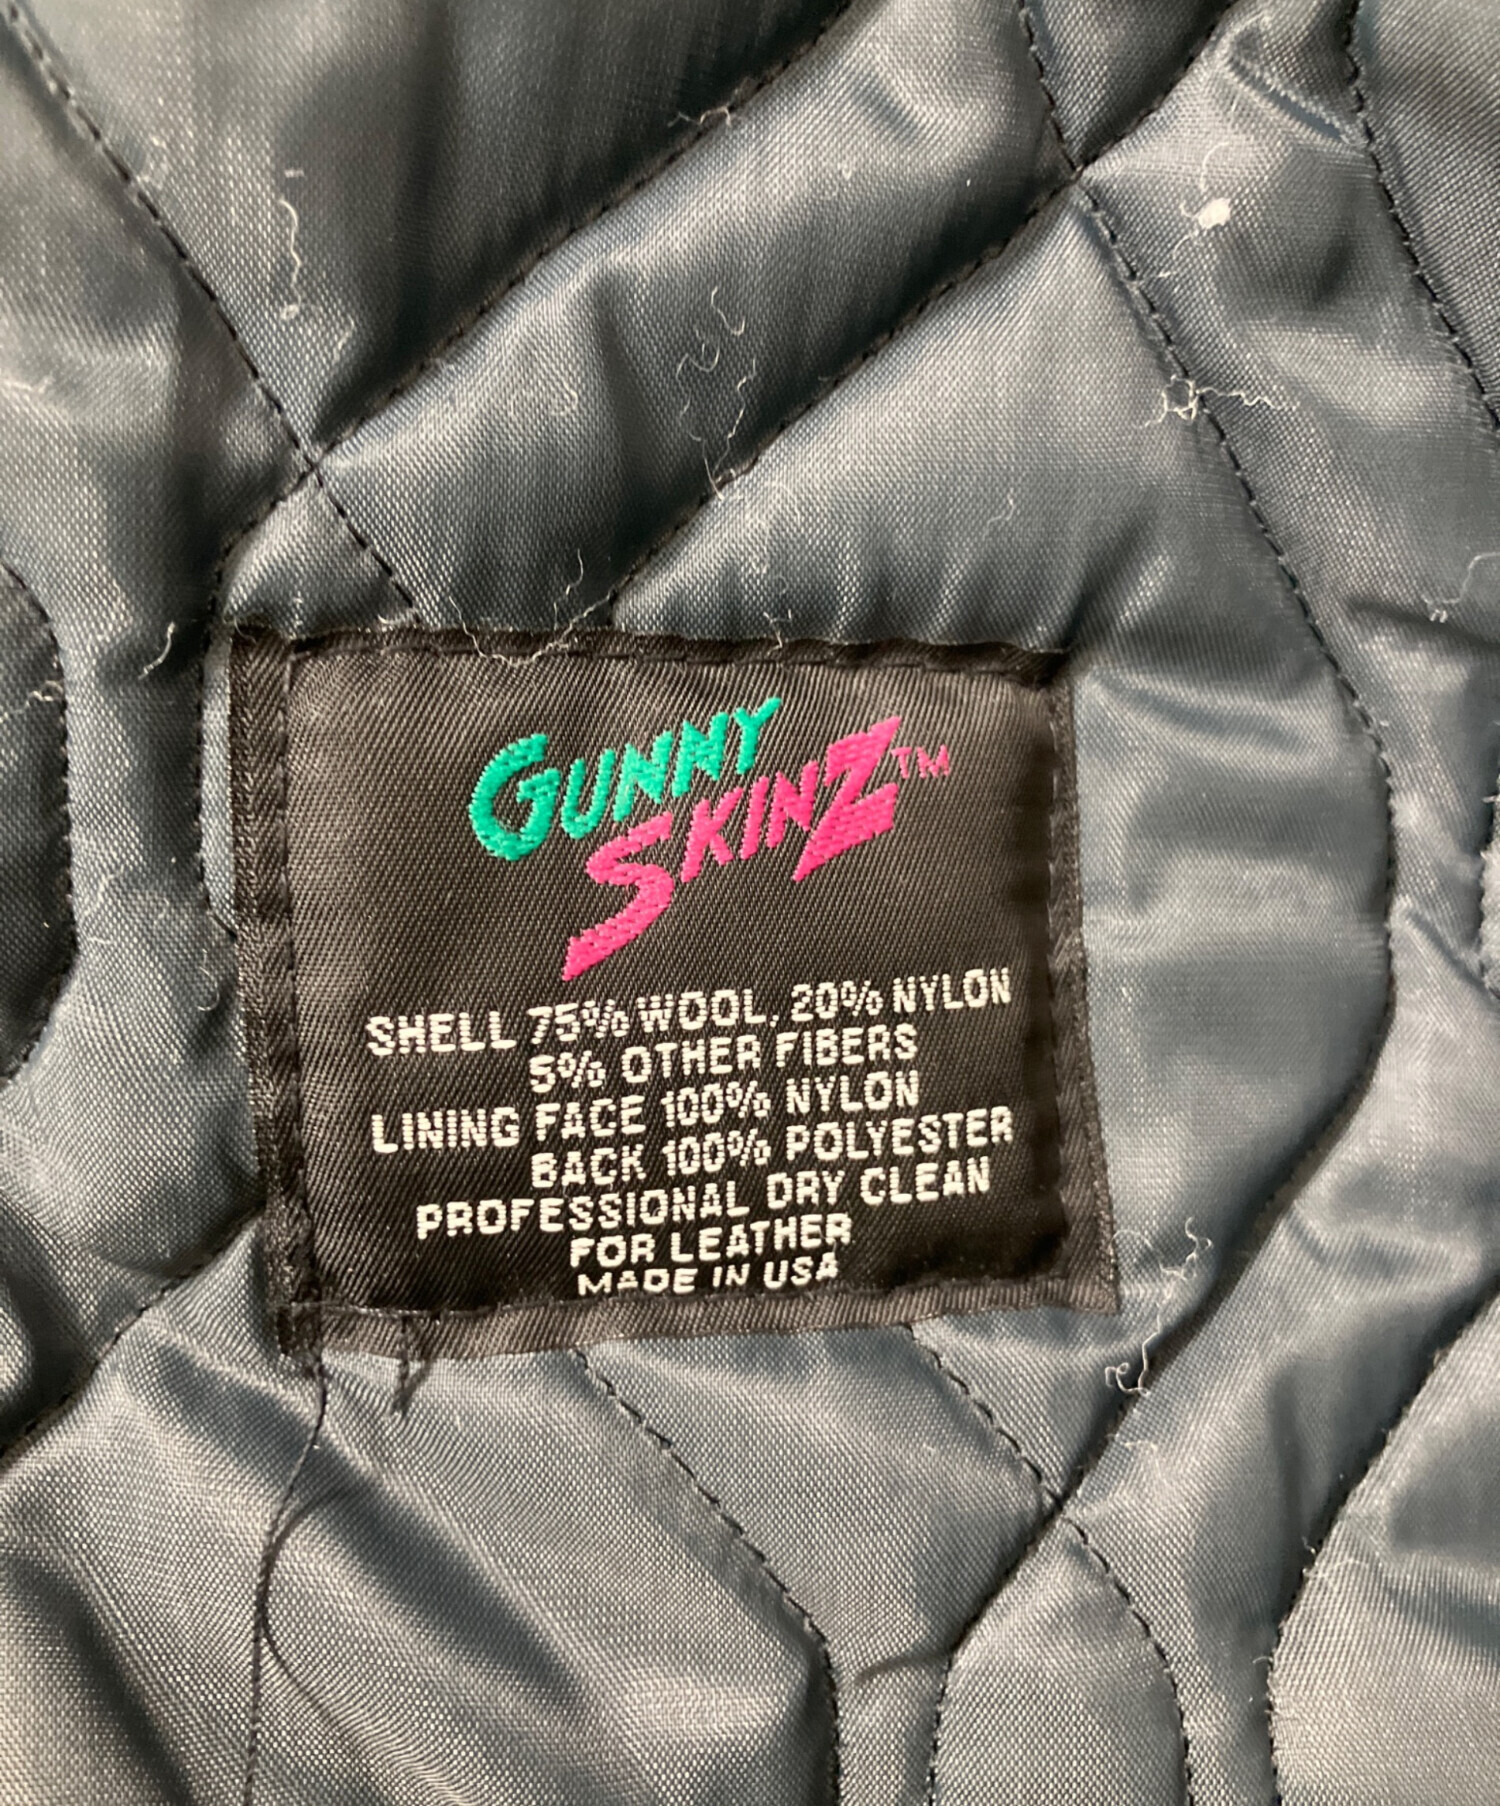 GUNNY
SKINZ™
SHELL 75% WOOL, 20% NYLON
5% OTHER FIBERS
LINING FACE 100% NYLON
BACK 100% POLYESTER
PROFESSIONAL DRY CLEAN
FOR LEATHER
MADE IN USA